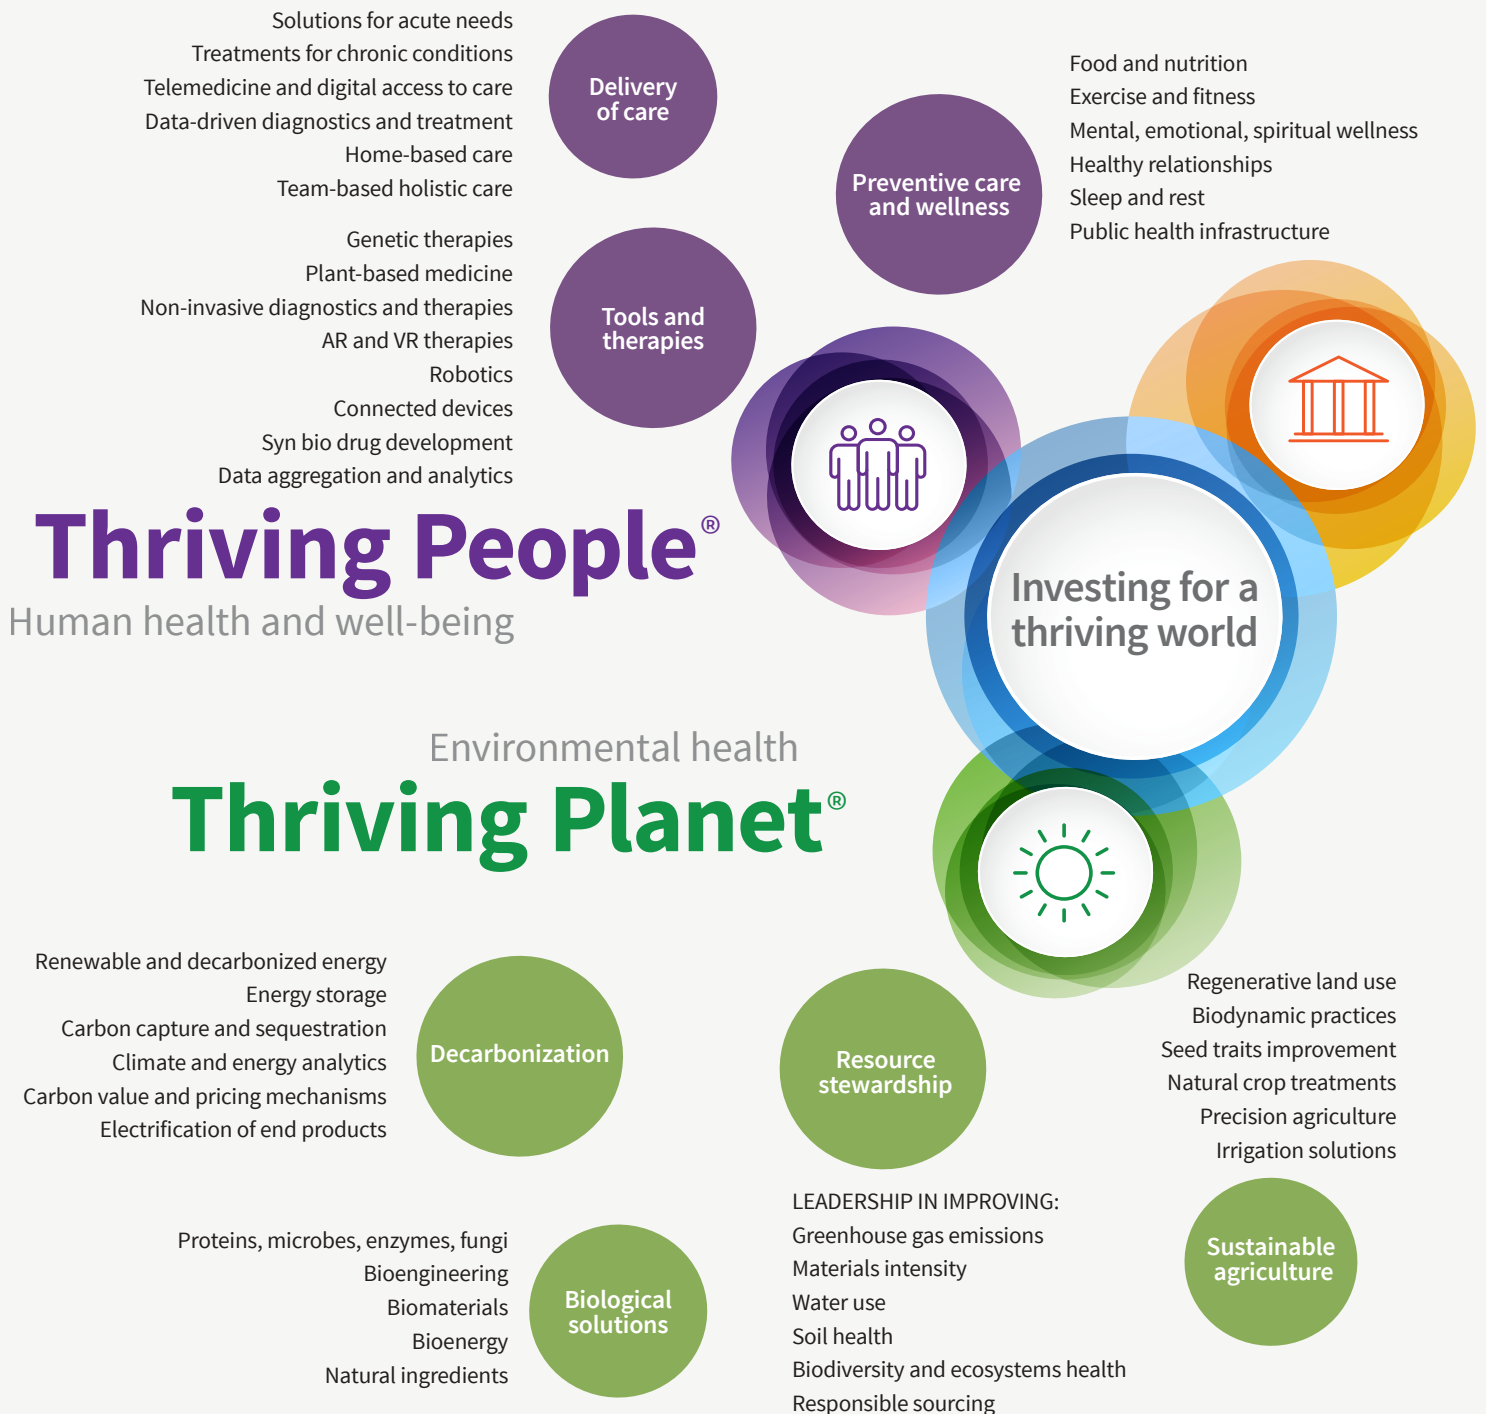 Solutions for acute needs
Treatments for chronic conditions
Telemedicine and digital access to care
Data-driven diagnostics and treatment
Home-based care
Team-based holistic care
Delivery
of care
Food and nutrition
Exercise and fitness
Mental, emotional, spiritual wellness
Healthy relationships
Sleep and rest
Public health infrastructure
Preventive care
and wellness
Genetic therapies
Plant-based medicine
Non-invasive diagnostics and therapies
AR and VR therapies
Robotics
Connected devices
Syn bio drug development
Data aggregation and analytics
Tools and
therapies
Thriving People®
Human health and well-being
Investing for a
thriving world
Environmental health
Thriving Planet®
Renewable and decarbonized energy
Energy storage
Carbon capture and sequestration
Climate and energy analytics
Carbon value and pricing mechanisms
Electrification of end products
Decarbonization
Resource
stewardship
LEADERSHIP IN IMPROVING:
Greenhouse gas emissions
Materials intensity
Water use
Soil health
Biodiversity and ecosystems health
Responsible sourcing
Regenerative land use
Biodynamic practices
Seed traits improvement
Natural crop treatments
Precision agriculture
Irrigation solutions
Sustainable
agriculture
Proteins, microbes, enzymes, fungi
Bioengineering
Biomaterials
Bioenergy
Natural ingredients
Biological
solutions